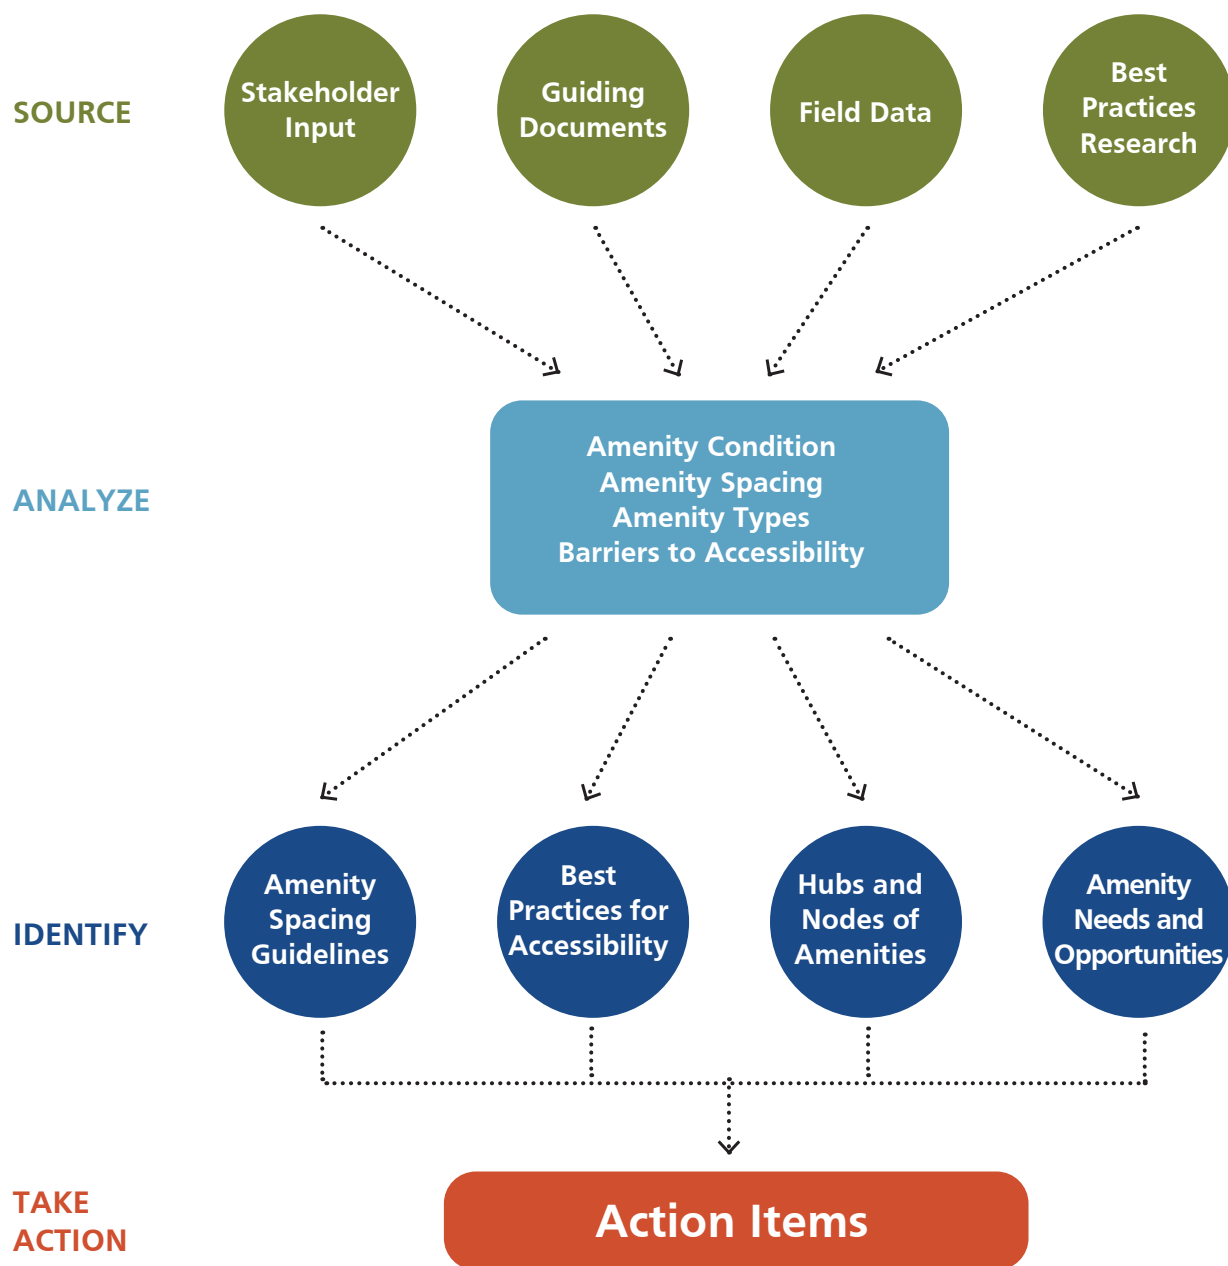 SOURCE
Stakeholder
Input
Guiding
Documents
Field Data
Best
Practices
Research
ANALYZE
Amenity Condition
Amenity Spacing
Amenity Types
Barriers to Accessibility
IDENTIFY
Amenity
Spacing
Guidelines
Best
Practices for
Accessibility
Hubs and
Nodes of
Amenities
Amenity
Needs and
Opportunities
TAKE
ACTION
Action Items